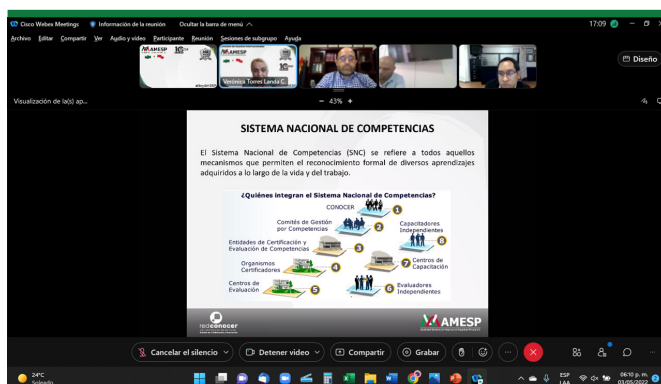 Cisco Webex Meetings
Información de la reunión
Ocultar la barra de menú
17:09
Archivo Editar Compartir Ver Audio y video Participante Reunión Sesiones de subgrupo Ayuda
AMESP
AMESP
Verónica Torres Landa C.
Diseño
Visualización de la(s) ap...
− 43% +
SISTEMA NACIONAL DE COMPETENCIAS
El Sistema Nacional de Competencias (SNC) se refiere a todos aquellos
mecanismos que permiten el reconocimiento formal de diversos aprendizajes
adquiridos a lo largo de la vida y del trabajo.
¿Quiénes integran el Sistema Nacional de Competencias?
CONOCER
1
Comités de Gestión
por Competencias
2
Capacitadores
Independientes
8
Entidades de Certificación y
Evaluación de Competencias
3
Organismos
Certificadores
4
7
Centros de
Capacitación
Centros de
Evaluación
5
6
Evaluadores
Independientes
redconocer
AMESP
Cancelar el silencio
Detener video
Compartir
Grabar
24°C
Soleado
ESP
LAA
06:10 p. m.
03/05/2022